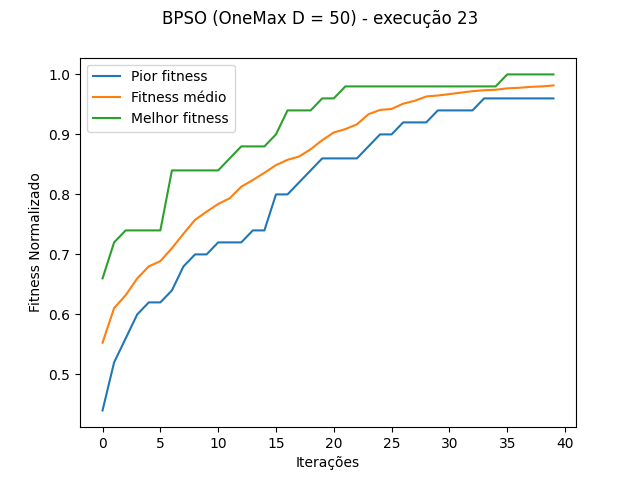 BPSO (OneMax D = 50) - execução 23
Pior fitness
Fitness médio
Melhor fitness
Fitness Normalizado
1.0
0.9
0.8
0.7
0.6
0.5
0 5 10 15 20 25 30 35 40
Iterações